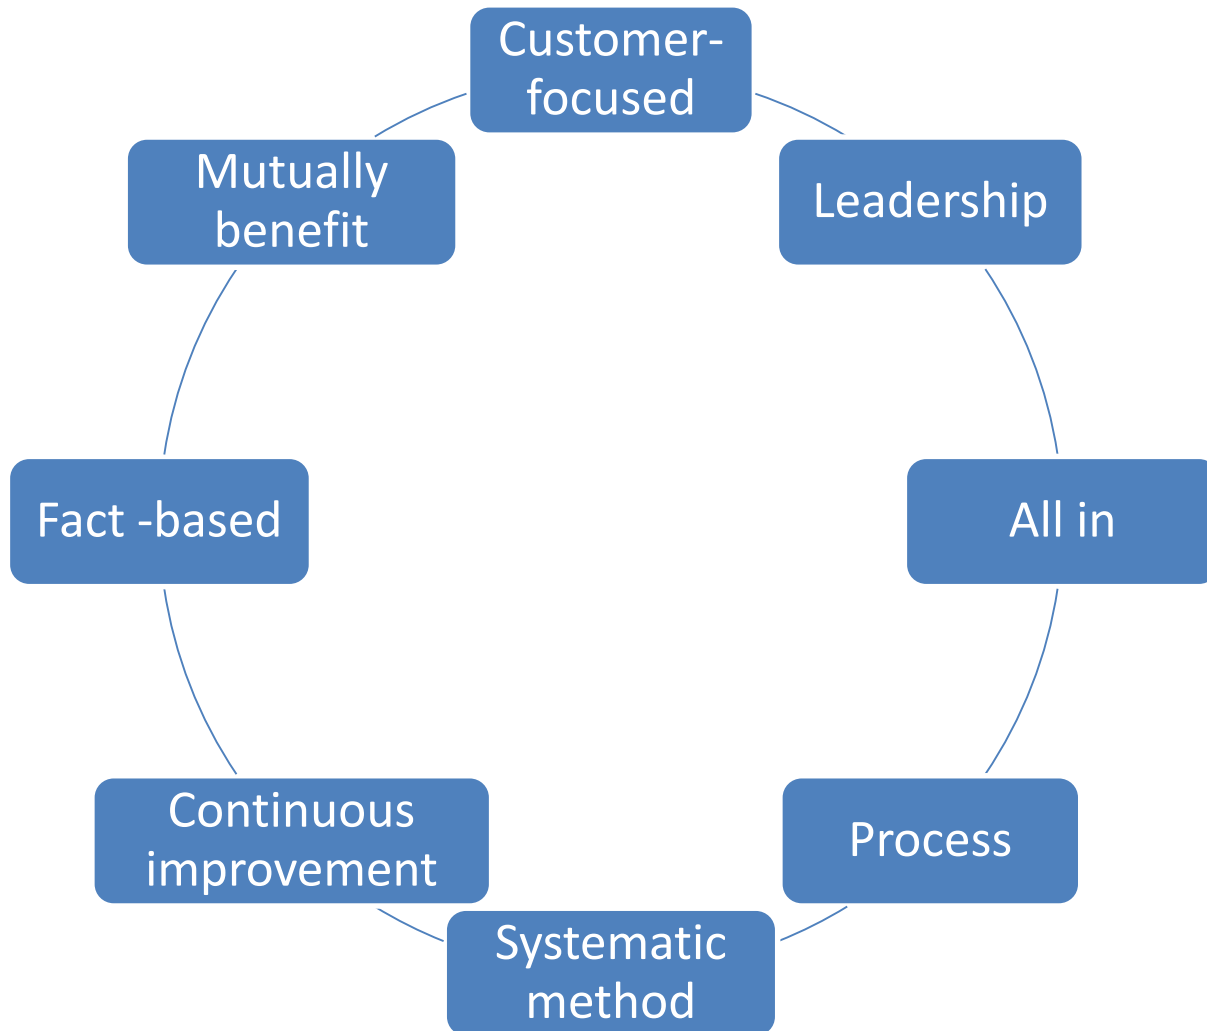 Customer-
focused
Leadership
All in
Process
Systematic
method
Continuous
improvement
Fact -based
Mutually
benefit